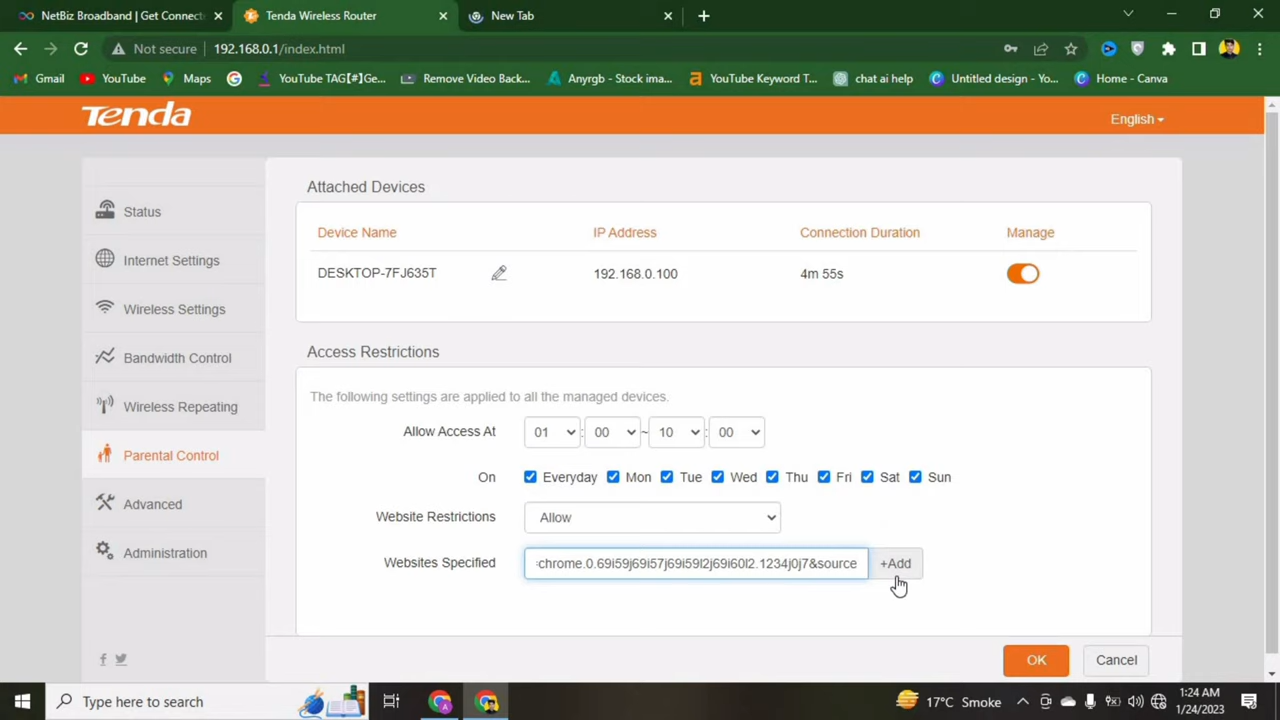 NetBiz Broadband | Get Connect
Tenda Wireless Router
New Tab
Not secure
192.168.0.1/index.html
Gmail
YouTube
Maps
YouTube TAG【#】Ge...
Remove Video Back...
Anyrgb - Stock ima...
YouTube Keyword T...
chat ai help
Untitled design - Yo...
Home - Canva
Tenda
English
Status
Internet Settings
Wireless Settings
Bandwidth Control
Wireless Repeating
Parental Control
Advanced
Administration
Attached Devices
Device Name IP Address Connection Duration Manage
DESKTOP-7FJ635T 192.168.0.100 4m 55s
Access Restrictions
The following settings are applied to all the managed devices.
Allow Access At 01 : 00 ~ 10 : 00
On Everyday Mon Tue Wed Thu Fri Sat Sun
Website Restrictions Allow
Websites Specified =chrome.0.69i59j69i57j69i59l2j69i60l2.1234j0j7&source +Add
OK Cancel
Type here to search
17°C Smoke
1:24 AM
1/24/2023